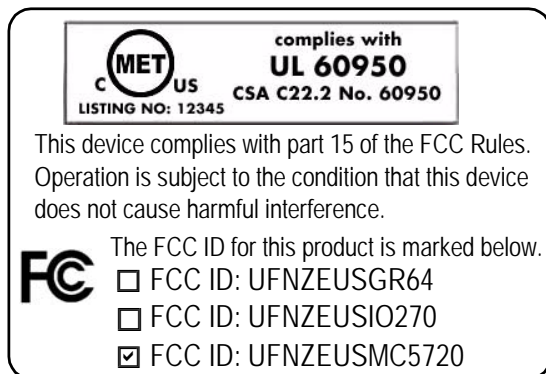 MET
C US
LISTING NO: 12345
complies with
UL 60950
CSA C22.2 No. 60950
This device complies with part 15 of the FCC Rules.
Operation is subject to the condition that this device
does not cause harmful interference.
FC
The FCC ID for this product is marked below.
☐ FCC ID: UFNZEUSGR64
☐ FCC ID: UFNZEUSIO270
☑ FCC ID: UFNZEUSMC5720